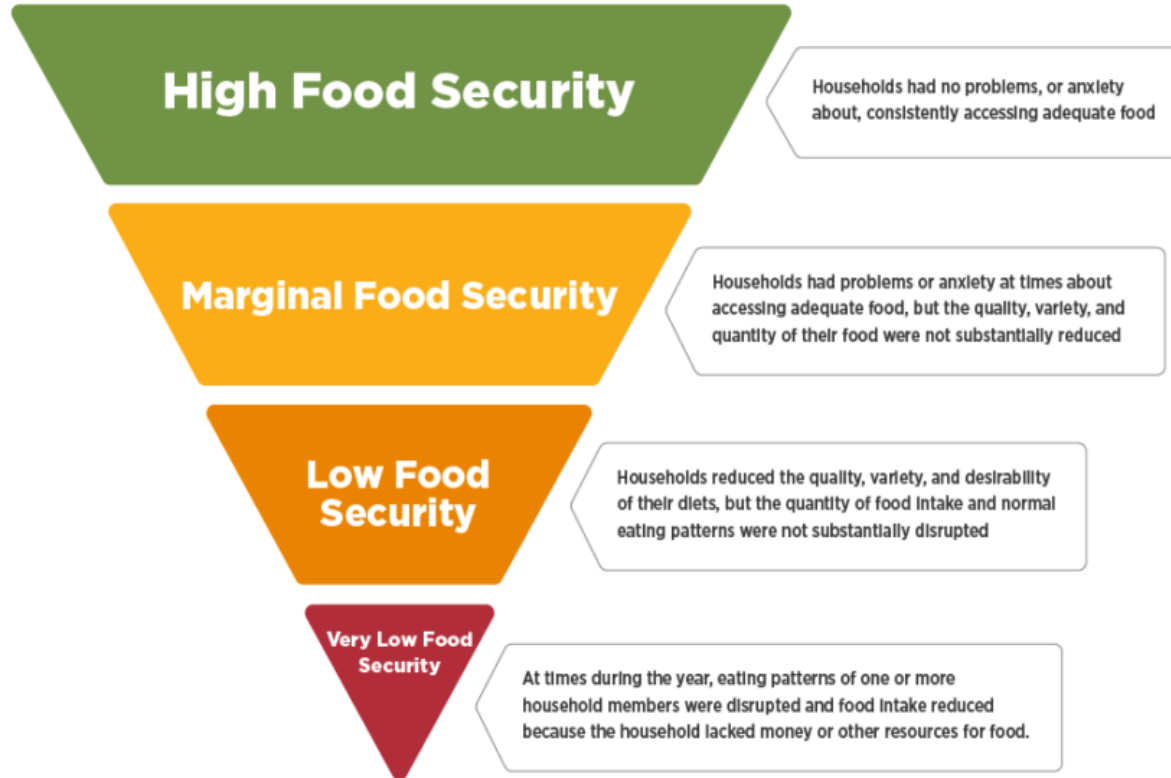 High Food Security
Households had no problems, or anxiety
about, consistently accessing adequate food
Marginal Food Security
Households had problems or anxiety at times about
accessing adequate food, but the quality, variety, and
quantity of their food were not substantially reduced
Low Food
Security
Households reduced the quality, variety, and desirability
of their diets, but the quantity of food intake and normal
eating patterns were not substantially disrupted
Very Low Food
Security
At times during the year, eating patterns of one or more
household members were disrupted and food intake reduced
because the household lacked money or other resources for food.